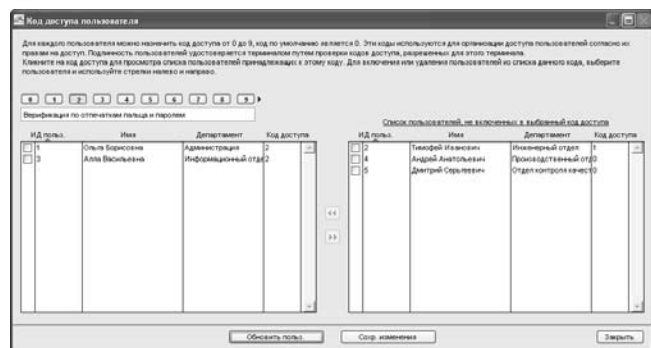 Код доступа пользователя
Для каждого пользователя можно назначить код доступа от 0 до 9, код по умолчанию является 0. Эти коды используются для организации доступа пользователей согласно их
правам на доступ. Подлинность пользователей удостоверяется терминалом путем проверки кодов доступа, разрешенных для этого терминала.
Кликните на код доступа для просмотра списка пользователей принадлежащих к этому коду. Для включения или удаления пользователей из списка данного кода, выберите
пользователя и используйте стрелки налево и направо.
0 1 2 3 4 5 6 7 8 9
Верификация по отпечаткам пальца и паролем
Список пользователей, не включенных в выбранный код доступа
ИД польз. Имя Департамент Код доступа ИД польз. Имя Департамент Код доступа
1 Ольга Борисовна Администрация 2 2 Тимофей Иванович Инженерный отдел 1
3 Алла Васильевна Информационный отде 2 4 Андрей Анатольевич Производственный отд 0
5 Дмитрий Сергеевич Отдел контроля качест 0
<<
>>
Обновить польз. Сохр. изменения Закрыть